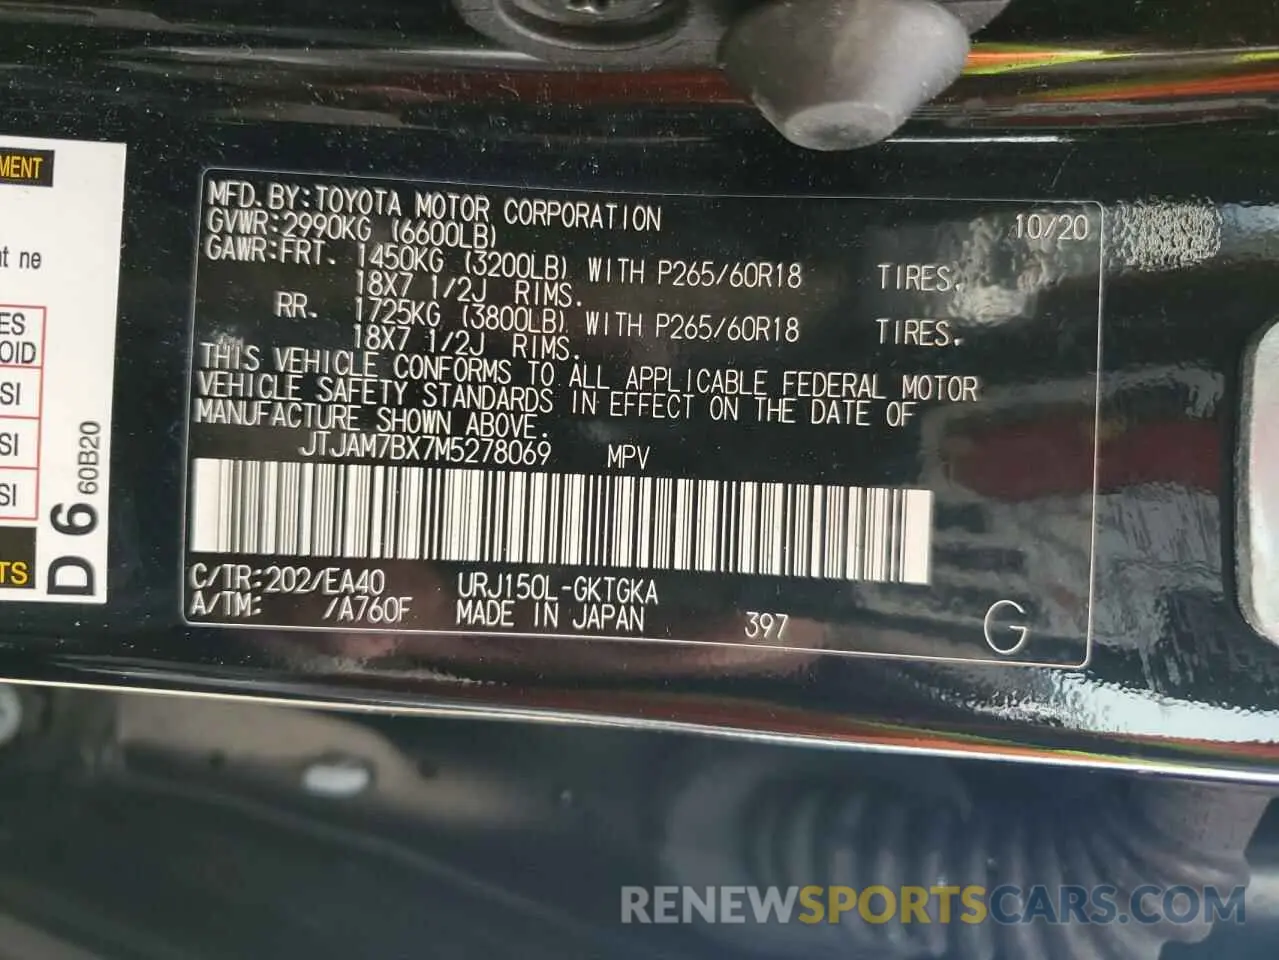 MENT
t ne
ES
OID
SI
SI
SI
TS
D 6 60B20
MFD.BY:TOYOTA MOTOR CORPORATION 10/20
GVWR:2990KG (6600LB)
GAWR:FRT. 1450KG (3200LB) WITH P265/60R18 TIRES.
18X7 1/2J RIMS.
RR. 1725KG (3800LB) WITH P265/60R18 TIRES.
18X7 1/2J RIMS.
THIS VEHICLE CONFORMS TO ALL APPLICABLE FEDERAL MOTOR
VEHICLE SAFETY STANDARDS IN EFFECT ON THE DATE OF
MANUFACTURE SHOWN ABOVE.
JTJAM7BX7M5278069 MPV
C/TR:202/EA40 URJ150L-GKTGKA
A/TM: /A760F MADE IN JAPAN 397 G
RENEWSPORTSCARS.COM